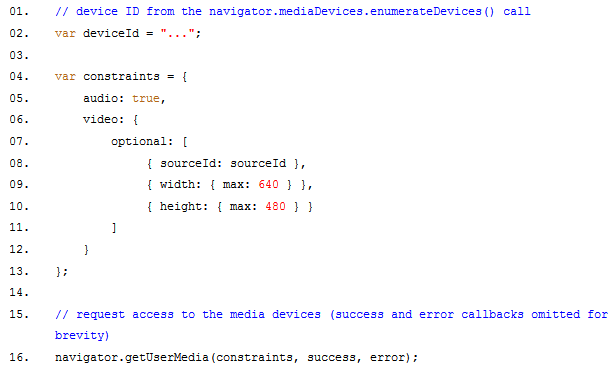 01. // device ID from the navigator.mediaDevices.enumerateDevices() call
02. var deviceId = "...";
03.
04. var constraints = {
05.     audio: true,
06.     video: {
07.         optional: [
08.              { sourceId: sourceId },
09.              { width: { max: 640 } },
10.              { height: { max: 480 } }
11.         ]
12.     }
13. };
14.
15. // request access to the media devices (success and error callbacks omitted for
brevity)
16. navigator.getUserMedia(constraints, success, error);